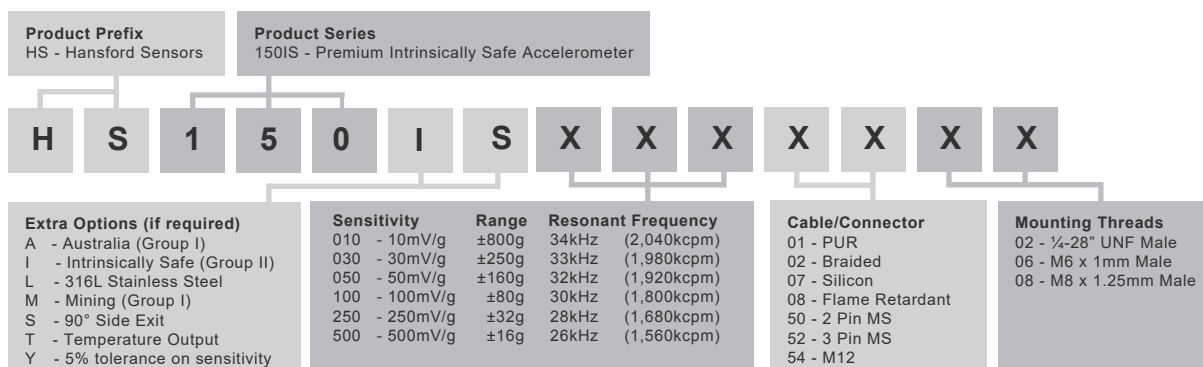 Product Prefix
HS - Hansford Sensors
Product Series
150IS - Premium Intrinsically Safe Accelerometer
H S 1 5 0 I S X X X X X X X
Extra Options (if required)
A - Australia (Group I)
I - Intrinsically Safe (Group II)
L - 316L Stainless Steel
M - Mining (Group I)
S - 90° Side Exit
T - Temperature Output
Y - 5% tolerance on sensitivity
Sensitivity Range Resonant Frequency
010 - 10mV/g ±800g 34kHz (2,040kcpm)
030 - 30mV/g ±250g 33kHz (1,980kcpm)
050 - 50mV/g ±160g 32kHz (1,920kcpm)
100 - 100mV/g ±80g 30kHz (1,800kcpm)
250 - 250mV/g ±32g 28kHz (1,680kcpm)
500 - 500mV/g ±16g 26kHz (1,560kcpm)
Cable/Connector
01 - PUR
02 - Braided
07 - Silicon
08 - Flame Retardant
50 - 2 Pin MS
52 - 3 Pin MS
54 - M12
Mounting Threads
02 - ¼-28” UNF Male
06 - M6 x 1mm Male
08 - M8 x 1.25mm Male